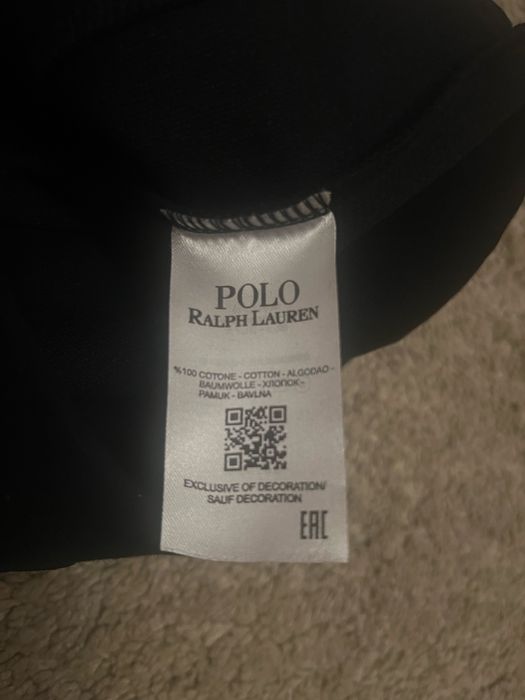 POLO
RALPH LAUREN
%100 COTONE - COTTON - ALGODAO -
BAUMWOLLE - ХЛОПОК -
PAMUK - BAVLNA
EXCLUSIVE OF DECORATION/
SAUF DECORATION
EAC